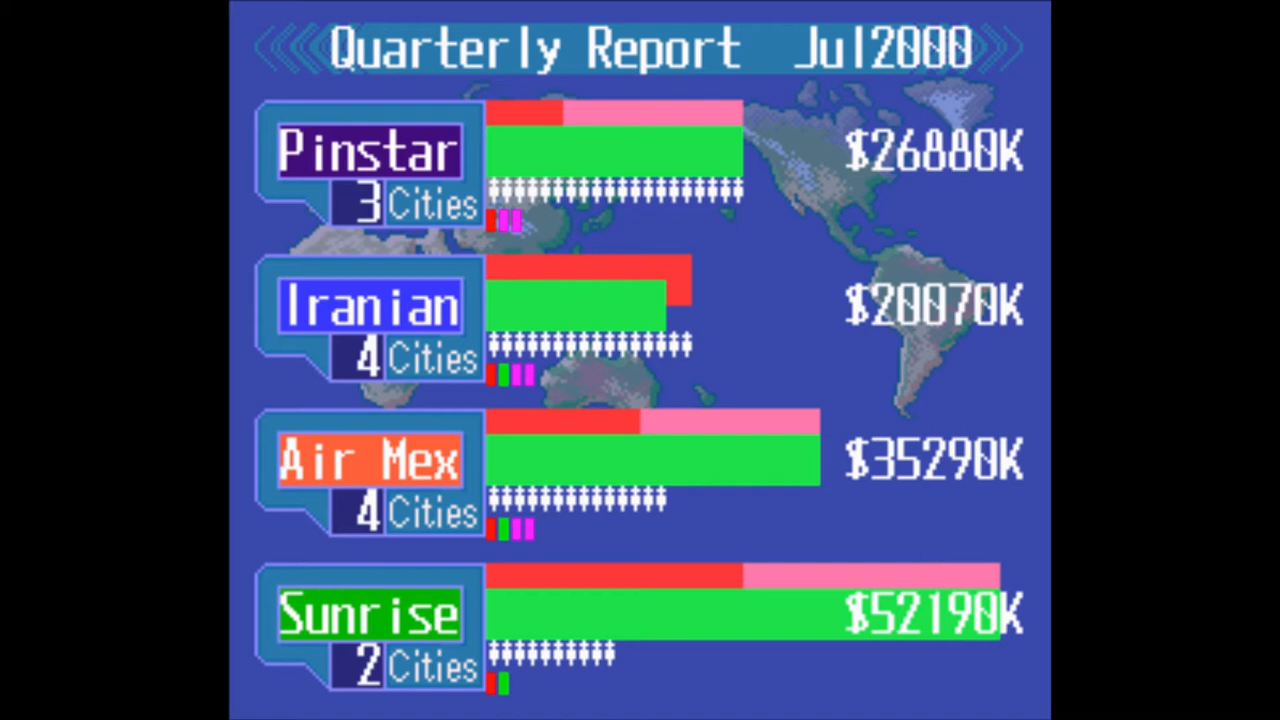 Quarterly Report Jul2000
Pinstar
$26880K
3 Cities
Iranian
$20070K
4 Cities
Air Mex
$35290K
4 Cities
Sunrise
$52190K
2 Cities